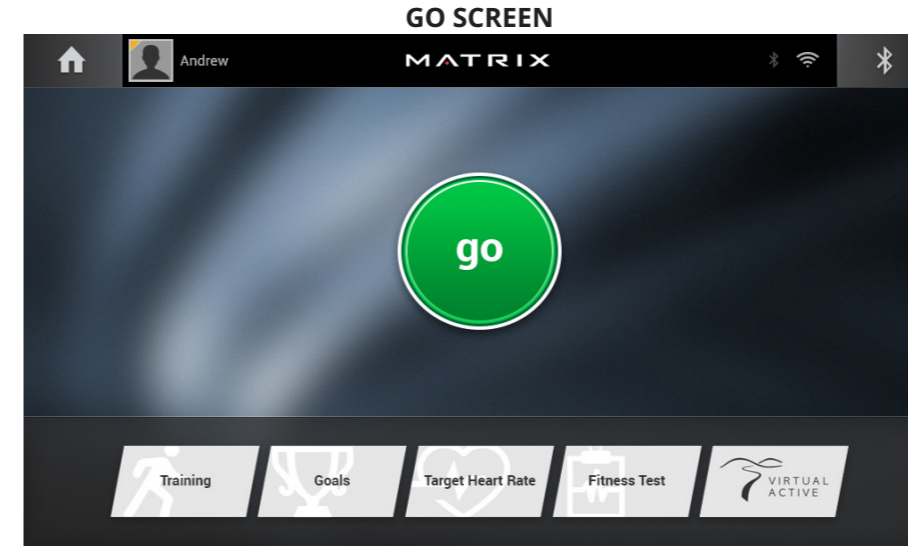 GO SCREEN
Andrew
MATRIX
go
Training
Goals
Target Heart Rate
Fitness Test
VIRTUAL
ACTIVE